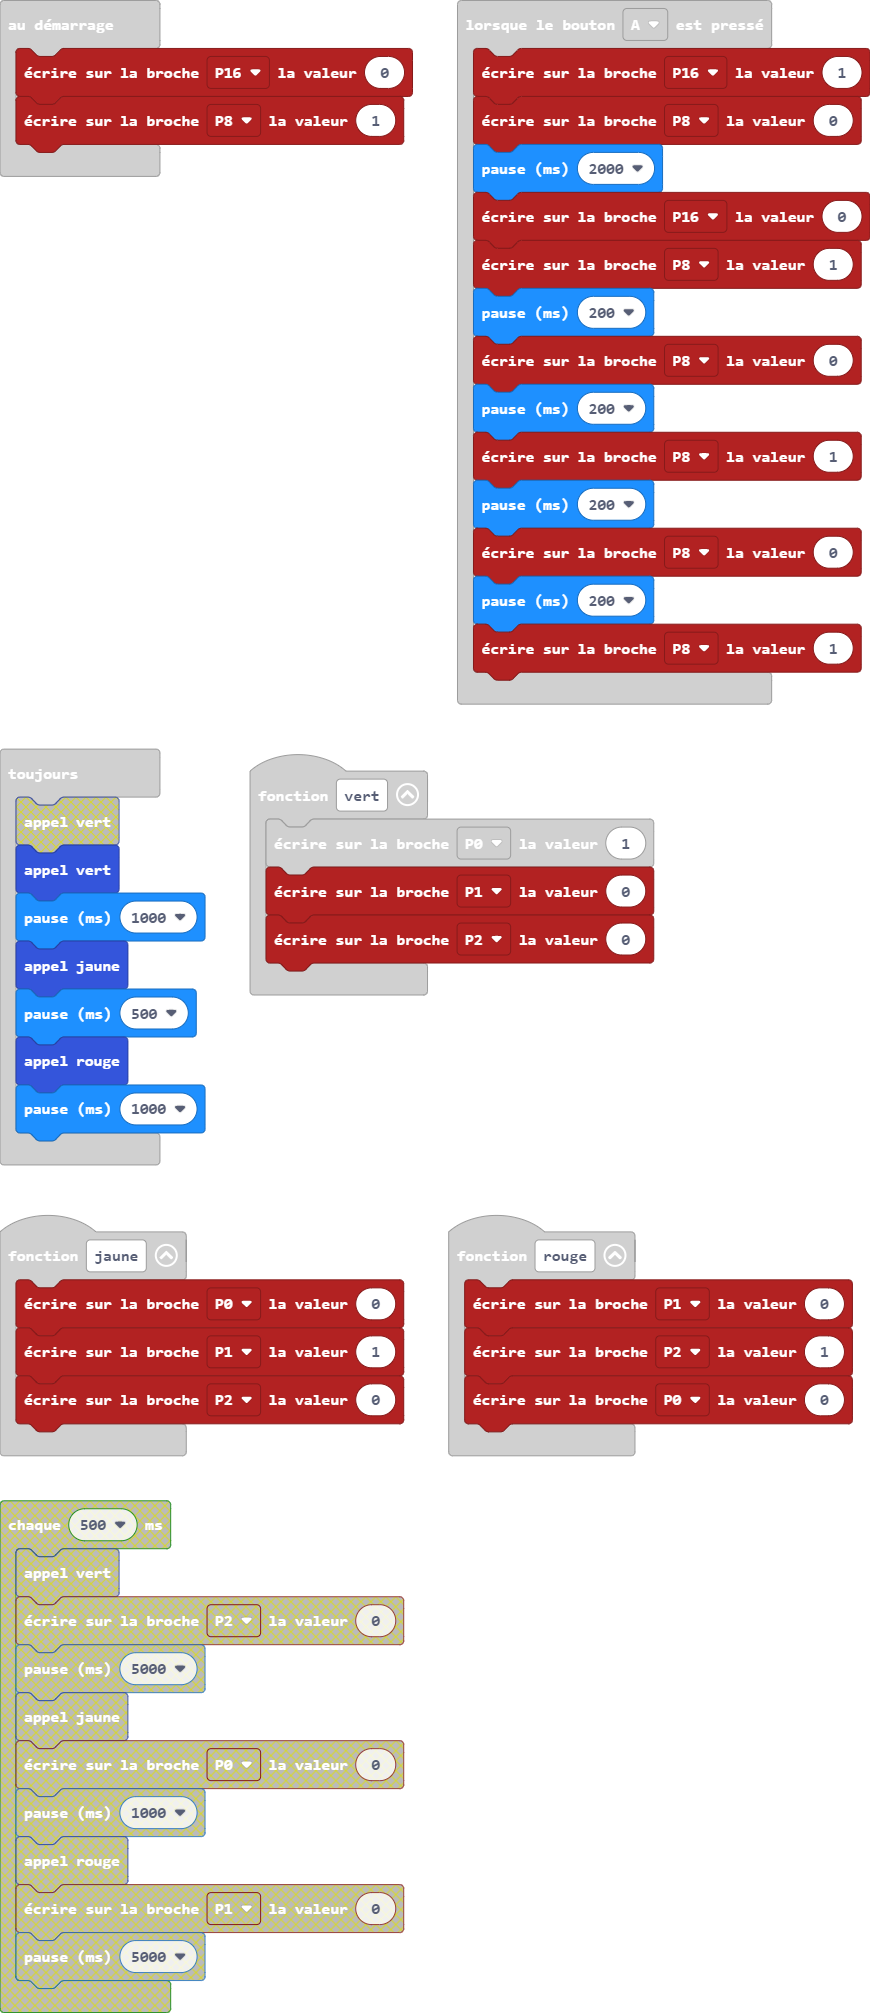 au démarrage
écrire sur la broche P16 la valeur 0
écrire sur la broche P8 la valeur 1
lorsque le bouton A est pressé
écrire sur la broche P16 la valeur 1
écrire sur la broche P8 la valeur 0
pause (ms) 2000
écrire sur la broche P16 la valeur 0
écrire sur la broche P8 la valeur 1
pause (ms) 200
écrire sur la broche P8 la valeur 0
pause (ms) 200
écrire sur la broche P8 la valeur 1
pause (ms) 200
écrire sur la broche P8 la valeur 0
pause (ms) 200
écrire sur la broche P8 la valeur 1
toujours
appel vert
appel vert
pause (ms) 1000
appel jaune
pause (ms) 500
appel rouge
pause (ms) 1000
fonction vert
écrire sur la broche P0 la valeur 1
écrire sur la broche P1 la valeur 0
écrire sur la broche P2 la valeur 0
fonction jaune
écrire sur la broche P0 la valeur 0
écrire sur la broche P1 la valeur 1
écrire sur la broche P2 la valeur 0
fonction rouge
écrire sur la broche P1 la valeur 0
écrire sur la broche P2 la valeur 1
écrire sur la broche P0 la valeur 0
chaque 500 ms
appel vert
écrire sur la broche P2 la valeur 0
pause (ms) 5000
appel jaune
écrire sur la broche P0 la valeur 0
pause (ms) 1000
appel rouge
écrire sur la broche P1 la valeur 0
pause (ms) 5000